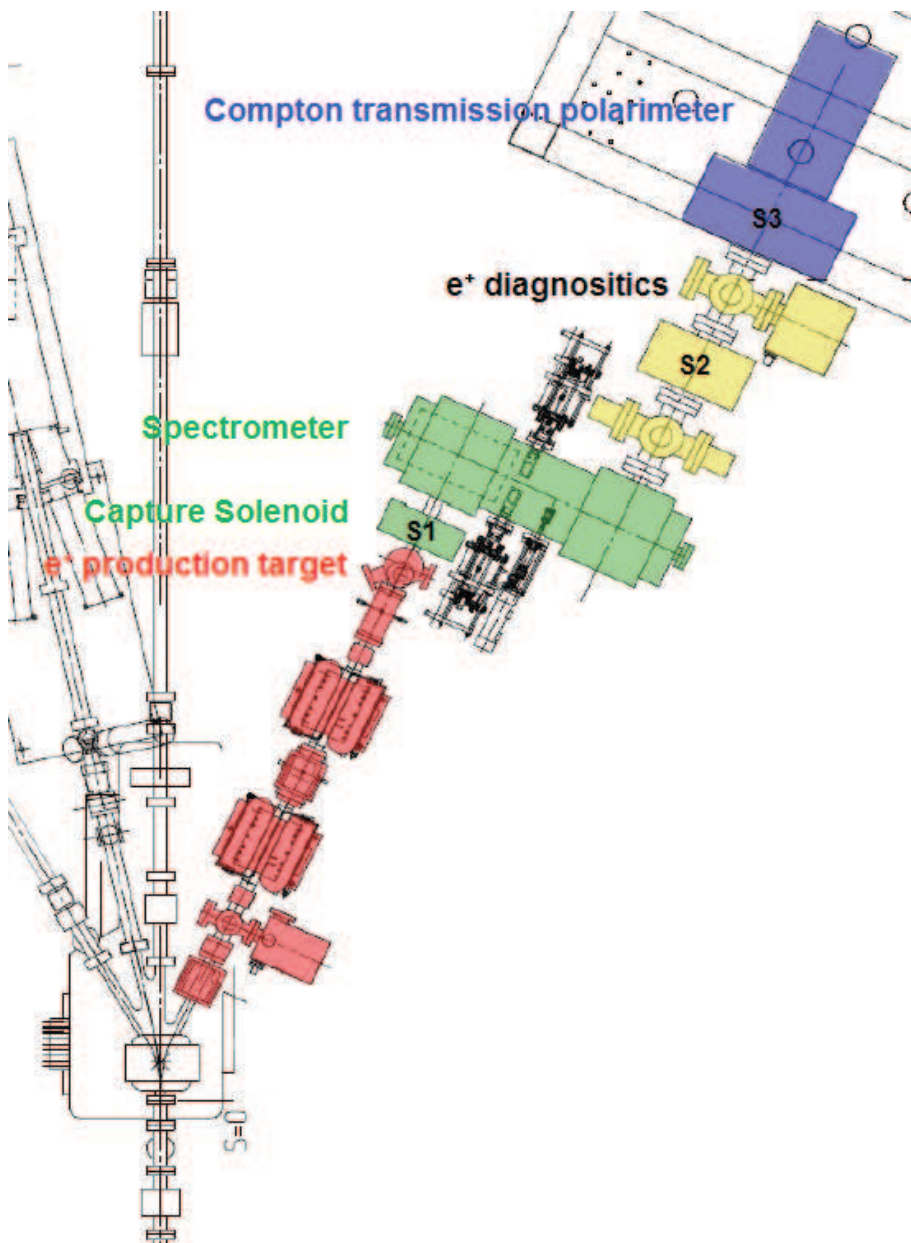 Compton transmission polarimeter
S3
e⁺ diagnositics
S2
Spectrometer
Capture Solenoid
S1
e⁺ production target
S=0